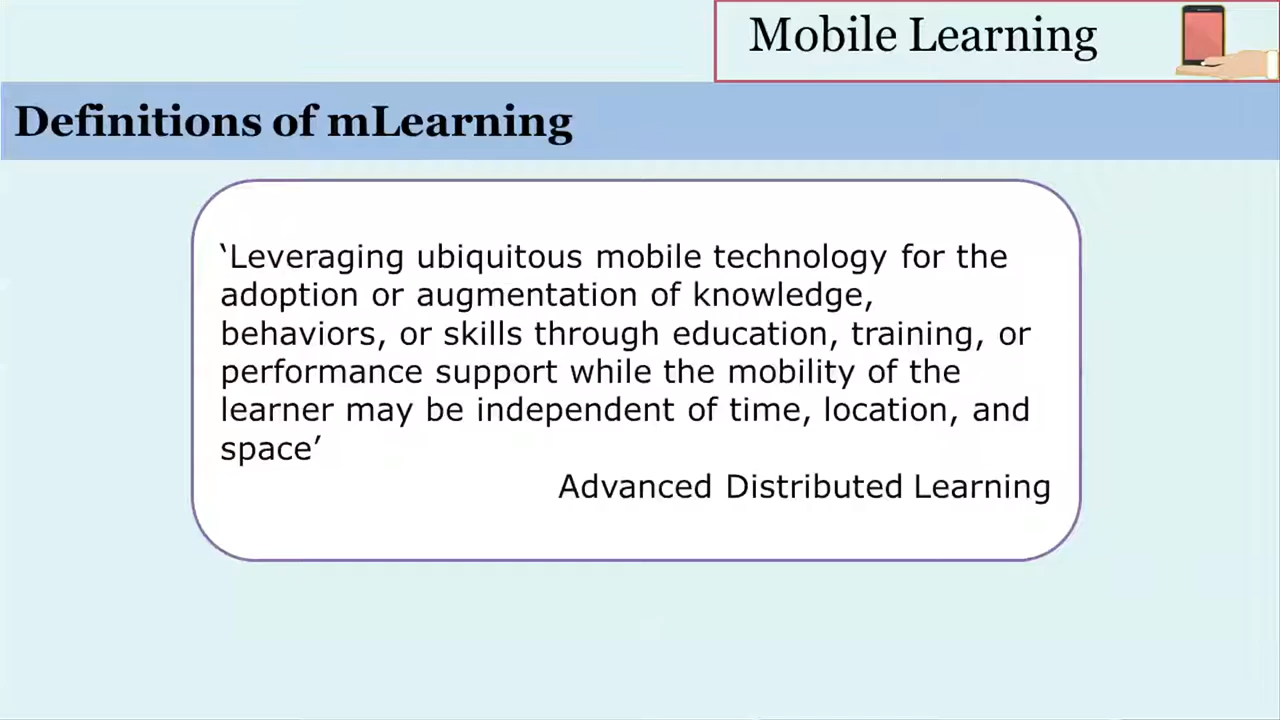 Mobile Learning
Definitions of mLearning
‘Leveraging ubiquitous mobile technology for the
adoption or augmentation of knowledge,
behaviors, or skills through education, training, or
performance support while the mobility of the
learner may be independent of time, location, and
space’
Advanced Distributed Learning